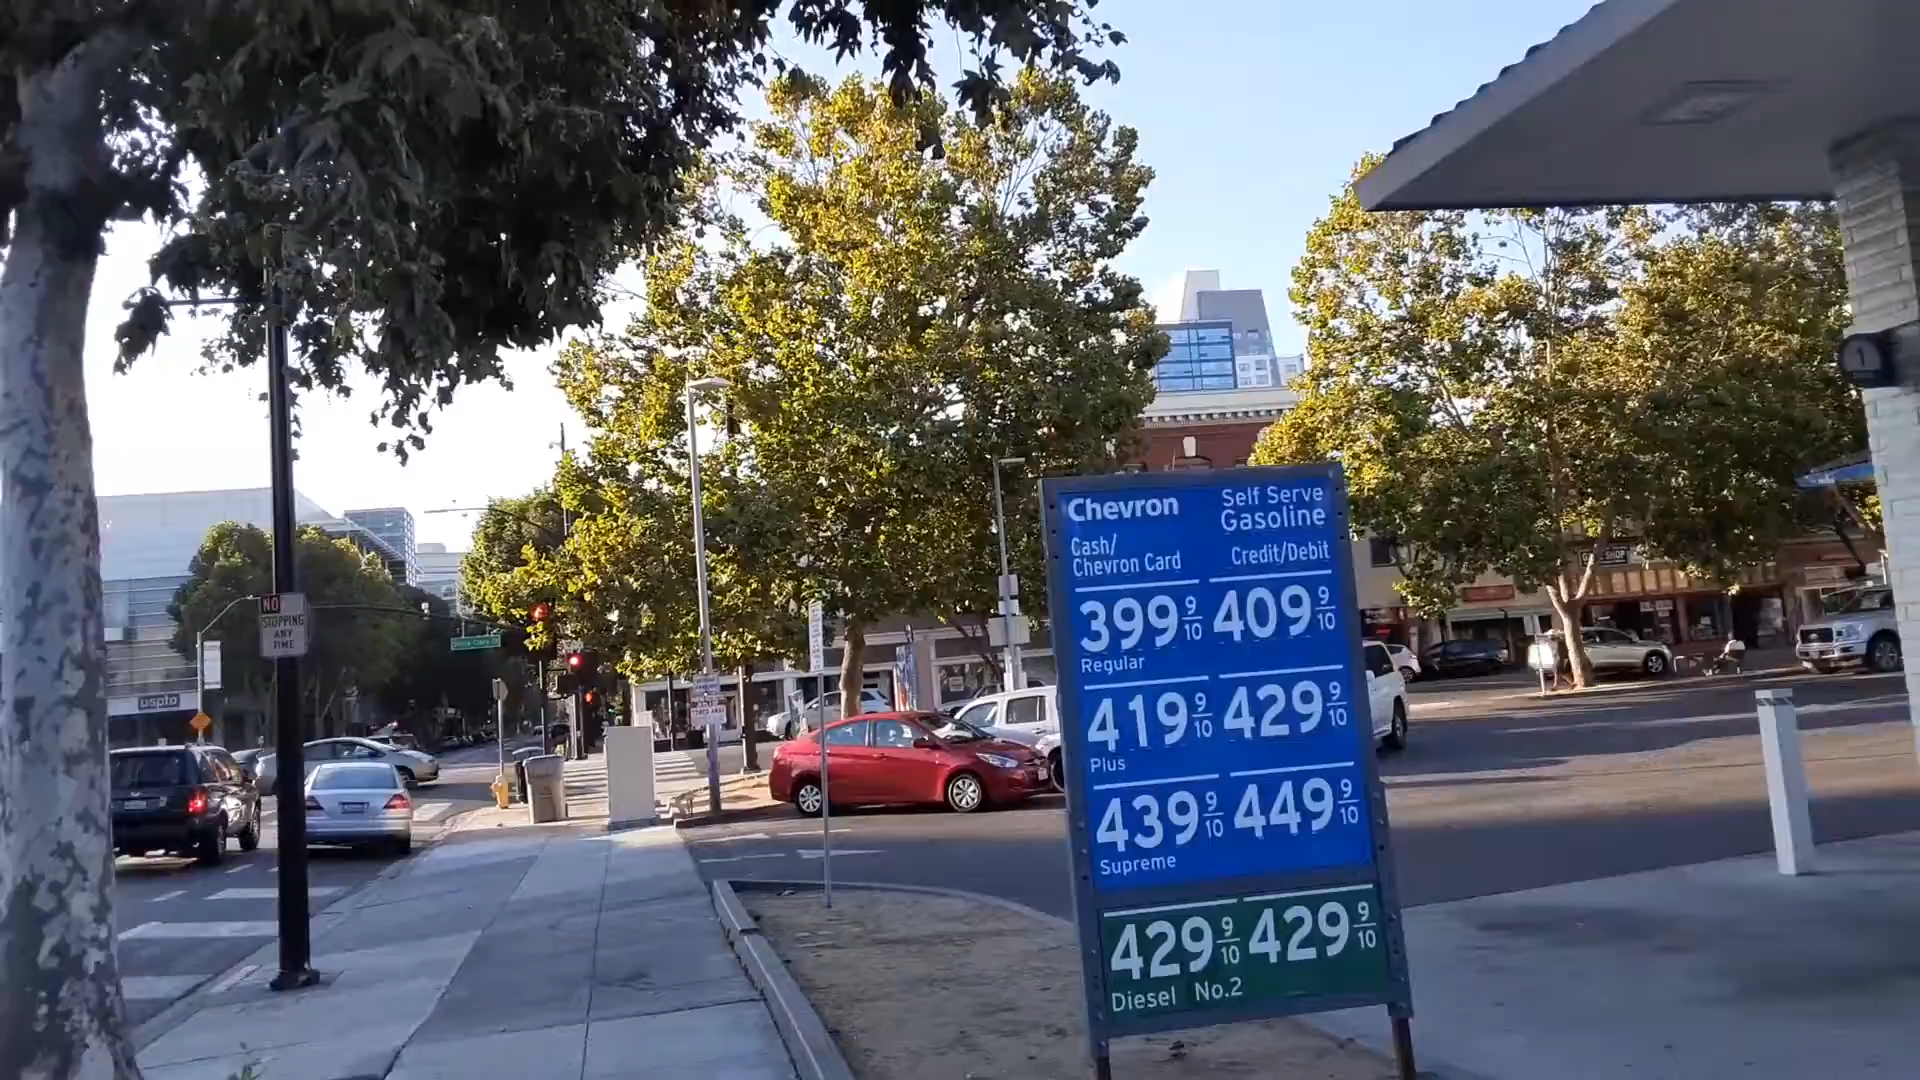 Chevron
Self Serve
Gasoline
Cash/
Chevron Card
Credit/Debit
399 9/10 409 9/10
Regular
419 9/10 429 9/10
Plus
439 9/10 449 9/10
Supreme
429 9/10 429 9/10
Diesel No.2
NO
STOPPING
ANY
TIME
uspto
1
SHOP